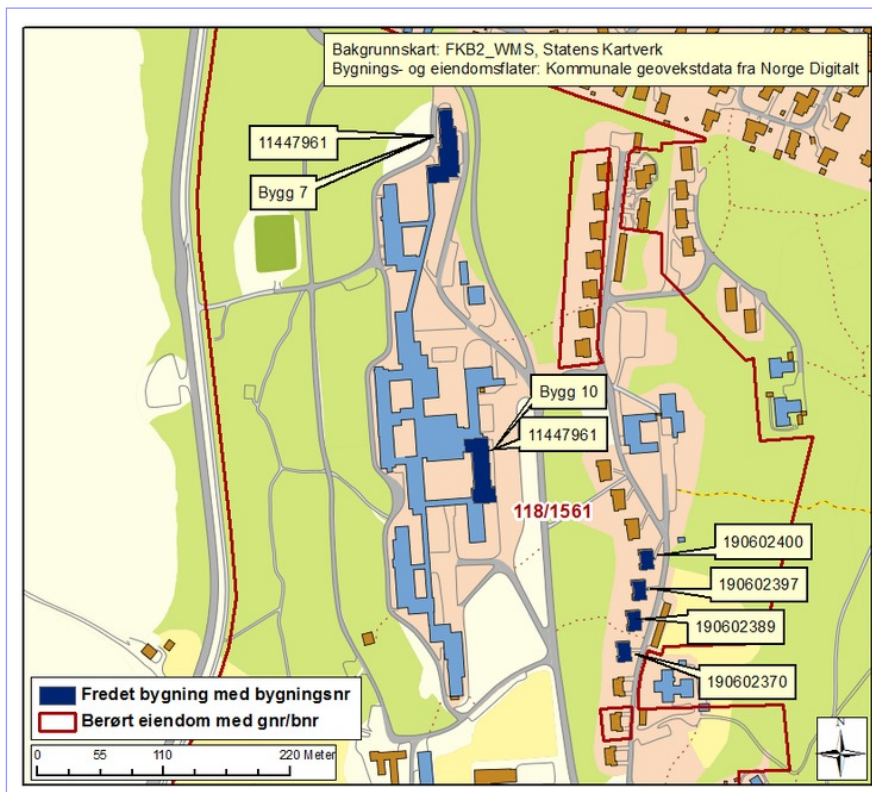 Bakgrunnskart: FKB2_WMS, Statens Kartverk
Bygnings- og eiendomsflater: Kommunale geovekstdata fra Norge Digitalt
11447961
Bygg 7
Bygg 10
11447961
118/1561
190602400
190602397
190602389
190602370
Fredet bygning med bygningsnr
Berørt eiendom med gnr/bnr
0 55 110 220 Meter
N